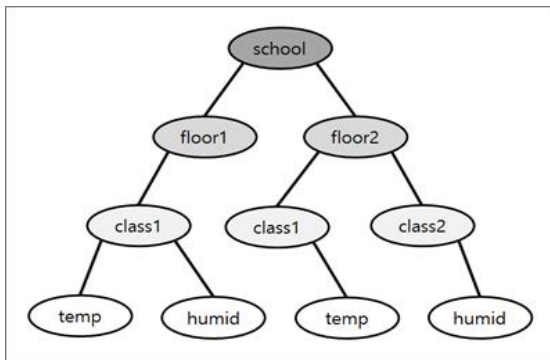 school
floor1 floor2
class1 class1 class2
temp humid temp humid